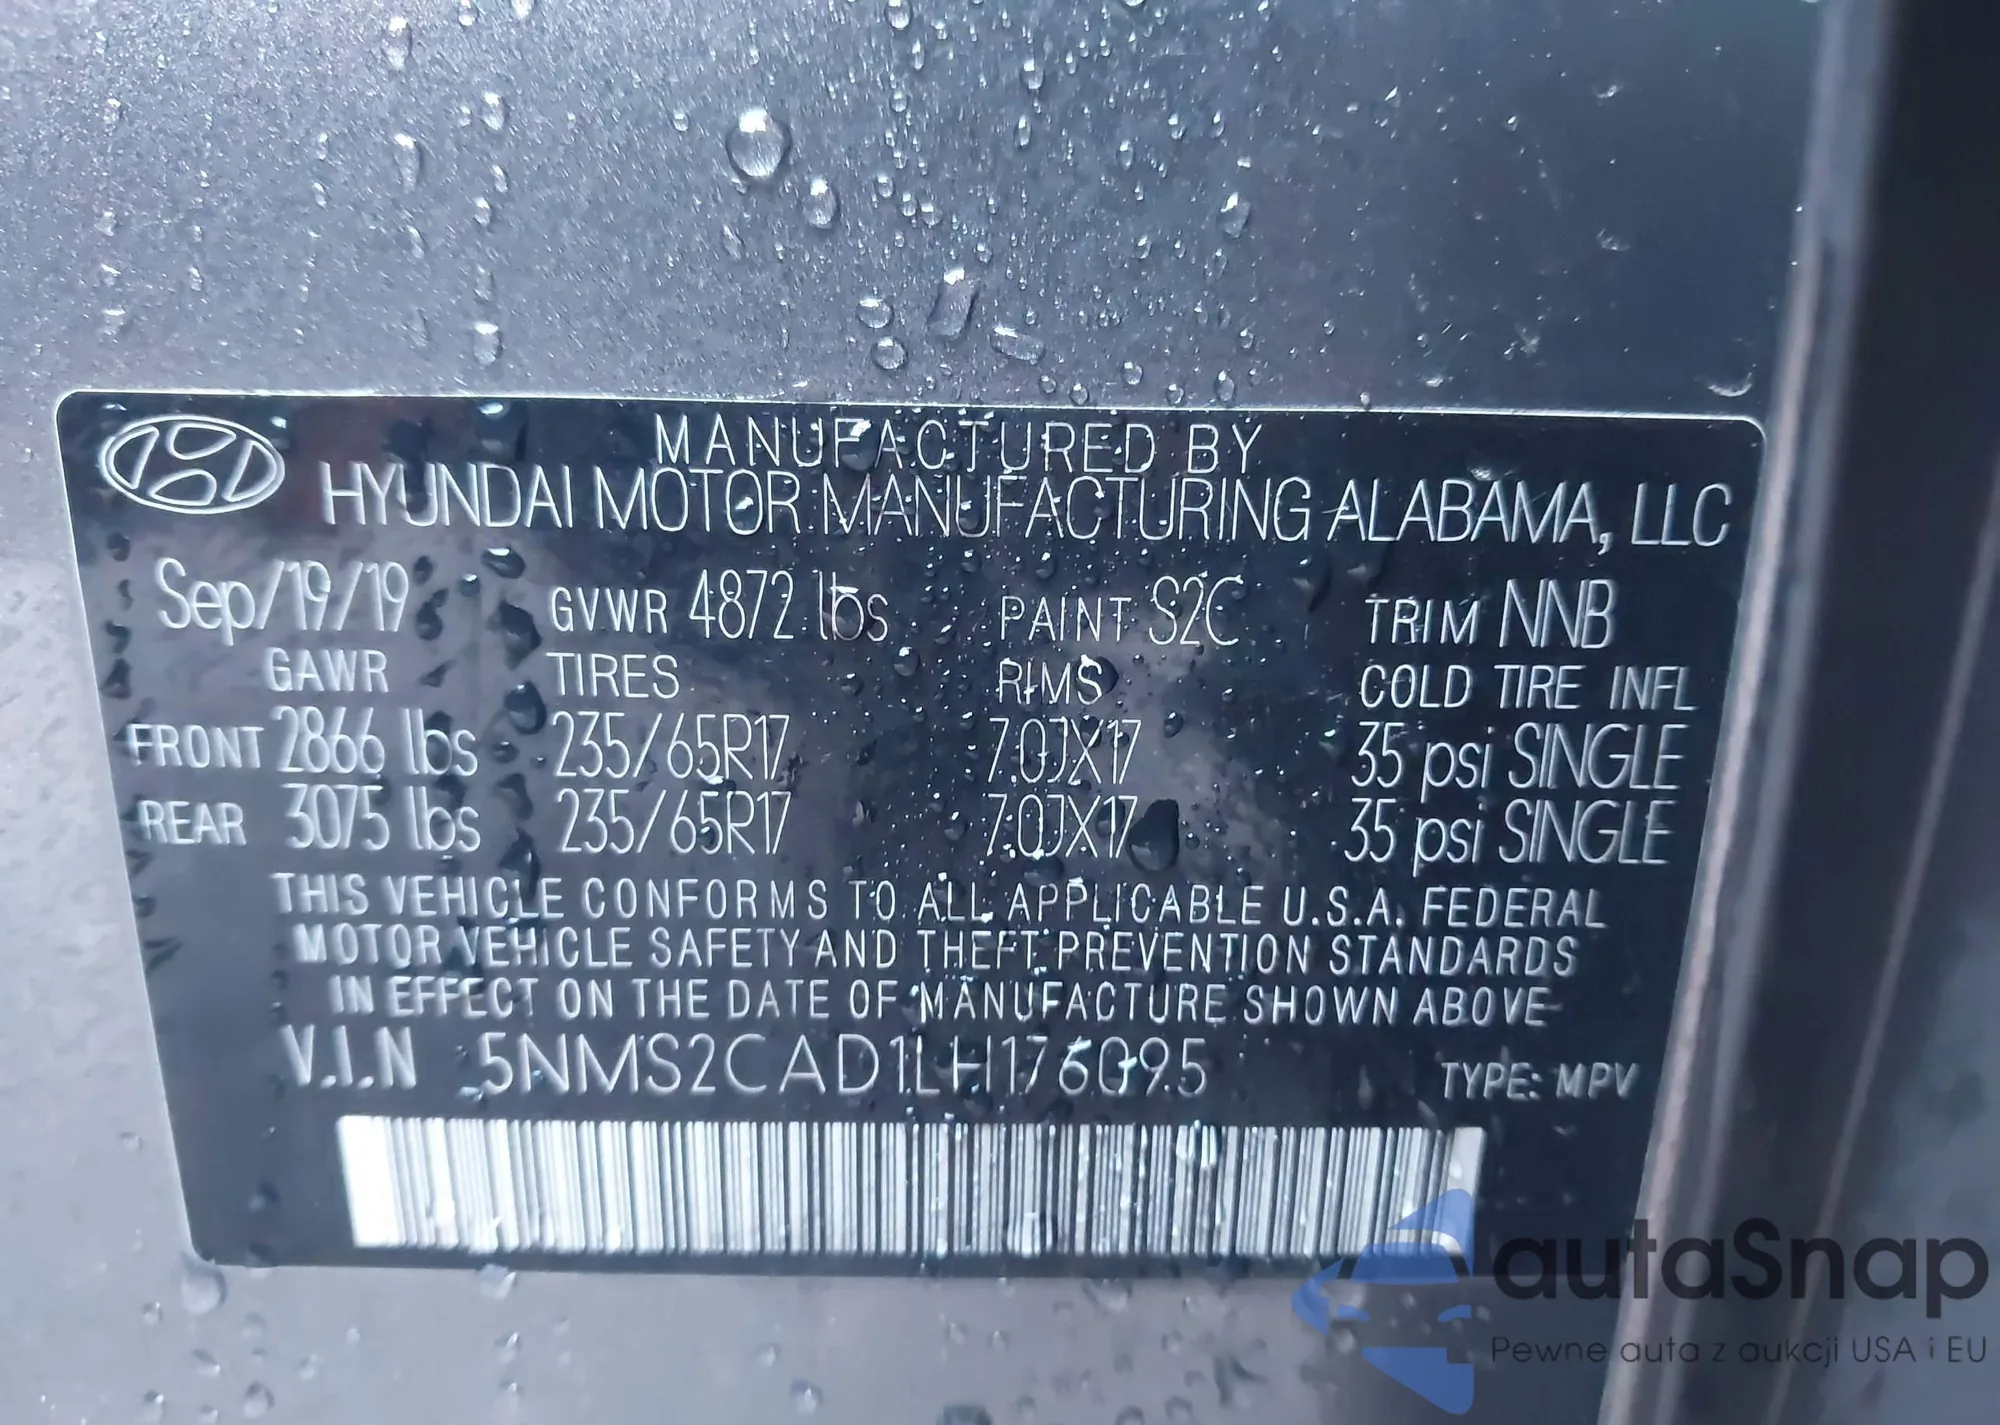 MANUFACTURED BY
HYUNDAI MOTOR MANUFACTURING ALABAMA, LLC
Sep/19/19 GVWR 4872 lbs PAINT S2C TRIM NNB
GAWR TIRES RIMS COLD TIRE INFL
FRONT 2866 lbs 235/65R17 7.0JX17 35 psi SINGLE
REAR 3075 lbs 235/65R17 7.0JX17 35 psi SINGLE
THIS VEHICLE CONFORMS TO ALL APPLICABLE U.S.A. FEDERAL
MOTOR VEHICLE SAFETY AND THEFT PREVENTION STANDARDS
IN EFFECT ON THE DATE OF MANUFACTURE SHOWN ABOVE
V.I.N 5NMS2CAD1LH176095 TYPE: MPV
autaSnap
Pewne auta z aukcji USA i EU